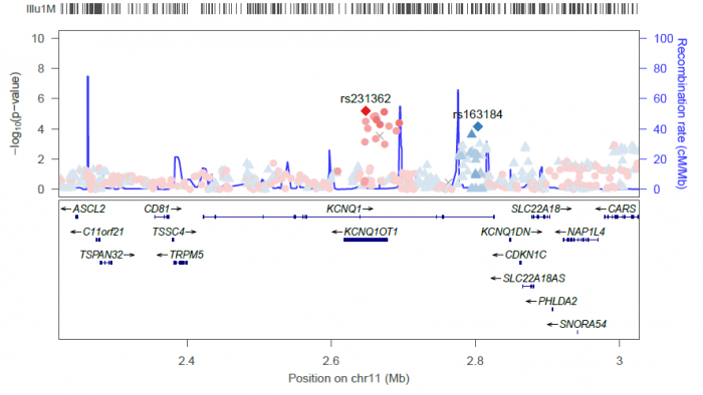 Illu1M
10 100
8 80
6 60
4 40
2 20
0 0
−log₁₀(p−value)
Recombination rate (cM/Mb)
rs231362
rs163184
←ASCL2 CD81→ KCNQ1→ SLC22A18→ ←CARS
←C11orf21 TSSC4→ ←KCNQ1OT1 KCNQ1DN→ ←NAP1L4
TSPAN32→ ←TRPM5 ←CDKN1C
←SLC22A18AS
←PHLDA2
←SNORA54
2.4 2.6 2.8 3
Position on chr11 (Mb)